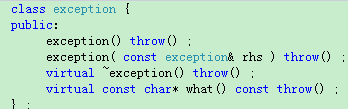 class exception {
public:
exception() throw() ;
exception( const exception& rhs ) throw() ;
virtual ~exception() throw() ;
virtual const char* what() const throw() ;
} ;